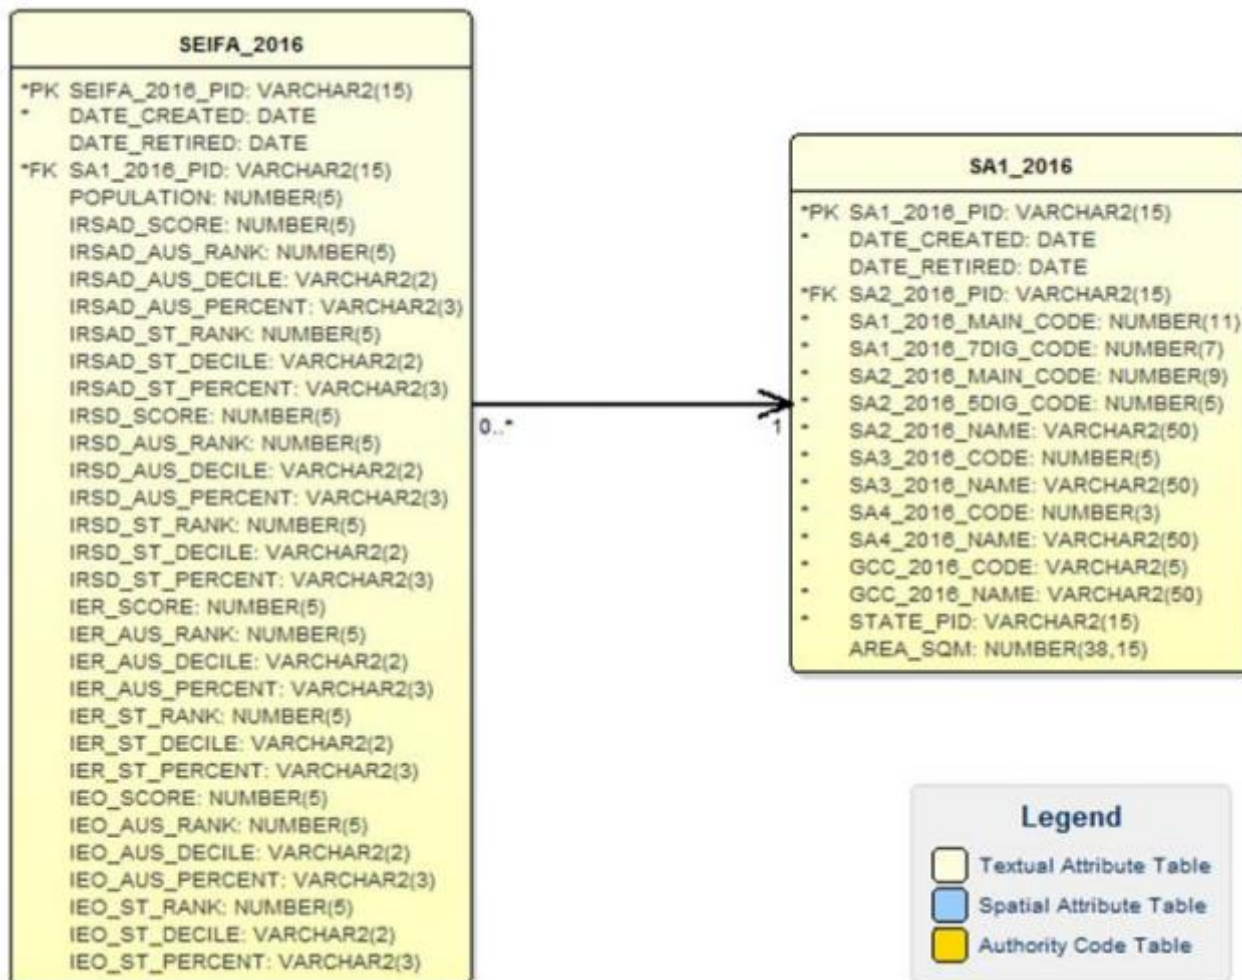 SEIFA_2016
*PK SEIFA_2016_PID: VARCHAR2(15)
* DATE_CREATED: DATE
DATE_RETIRED: DATE
*FK SA1_2016_PID: VARCHAR2(15)
POPULATION: NUMBER(5)
IRSAD_SCORE: NUMBER(5)
IRSAD_AUS_RANK: NUMBER(5)
IRSAD_AUS_DECILE: VARCHAR2(2)
IRSAD_AUS_PERCENT: VARCHAR2(3)
IRSAD_ST_RANK: NUMBER(5)
IRSAD_ST_DECILE: VARCHAR2(2)
IRSAD_ST_PERCENT: VARCHAR2(3)
IRSD_SCORE: NUMBER(5)
IRSD_AUS_RANK: NUMBER(5)
IRSD_AUS_DECILE: VARCHAR2(2)
IRSD_AUS_PERCENT: VARCHAR2(3)
IRSD_ST_RANK: NUMBER(5)
IRSD_ST_DECILE: VARCHAR2(2)
IRSD_ST_PERCENT: VARCHAR2(3)
IER_SCORE: NUMBER(5)
IER_AUS_RANK: NUMBER(5)
IER_AUS_DECILE: VARCHAR2(2)
IER_AUS_PERCENT: VARCHAR2(3)
IER_ST_RANK: NUMBER(5)
IER_ST_DECILE: VARCHAR2(2)
IER_ST_PERCENT: VARCHAR2(3)
IEO_SCORE: NUMBER(5)
IEO_AUS_RANK: NUMBER(5)
IEO_AUS_DECILE: VARCHAR2(2)
IEO_AUS_PERCENT: VARCHAR2(3)
IEO_ST_RANK: NUMBER(5)
IEO_ST_DECILE: VARCHAR2(2)
IEO_ST_PERCENT: VARCHAR2(3)
0..*
1
SA1_2016
*PK SA1_2016_PID: VARCHAR2(15)
* DATE_CREATED: DATE
DATE_RETIRED: DATE
*FK SA2_2016_PID: VARCHAR2(15)
* SA1_2016_MAIN_CODE: NUMBER(11)
* SA1_2016_7DIG_CODE: NUMBER(7)
* SA2_2016_MAIN_CODE: NUMBER(9)
* SA2_2016_5DIG_CODE: NUMBER(5)
* SA2_2016_NAME: VARCHAR2(50)
* SA3_2016_CODE: NUMBER(5)
* SA3_2016_NAME: VARCHAR2(50)
* SA4_2016_CODE: NUMBER(3)
* SA4_2016_NAME: VARCHAR2(50)
* GCC_2016_CODE: VARCHAR2(5)
* GCC_2016_NAME: VARCHAR2(50)
* STATE_PID: VARCHAR2(15)
AREA_SQM: NUMBER(38,15)
Legend
Textual Attribute Table
Spatial Attribute Table
Authority Code Table